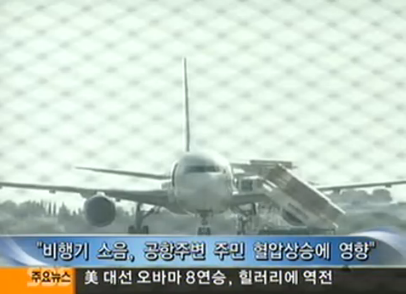 "비행기 소음, 공항주변 주민 혈압상승에 영향"
주요뉴스 美 대선 오바마 8연승, 힐러리에 역전